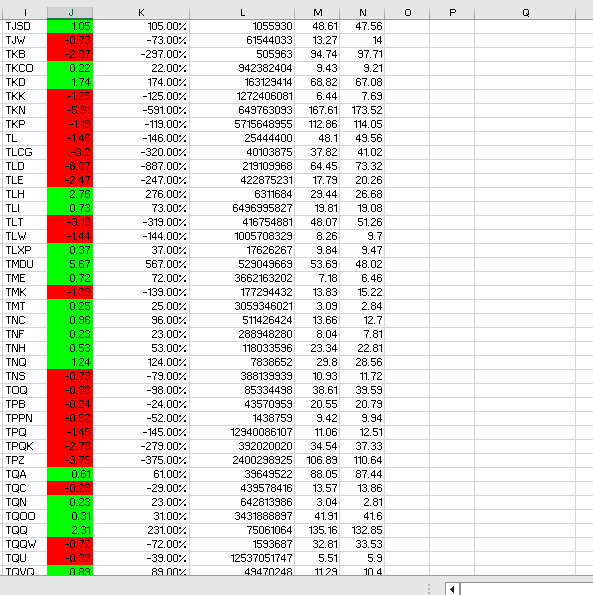 I J K L M N O P Q
TJSD 1.05 105.00% 1055930 48.61 47.56
TJW -0.73 -73.00% 61544033 13.27 14
TKB -2.97 -297.00% 505963 94.74 97.71
TKCO 0.22 22.00% 942382404 9.43 9.21
TKD 1.74 174.00% 163129414 68.82 67.08
TKK -1.25 -125.00% 1272406081 6.44 7.69
TKN -5.91 -591.00% 649763093 167.61 173.52
TKP -1.19 -119.00% 5715648955 112.86 114.05
TL -1.46 -146.00% 25444400 48.1 49.56
TLCG -3.2 -320.00% 40103875 37.82 41.02
TLD -8.87 -887.00% 219109968 64.45 73.32
TLE -2.47 -247.00% 422875231 17.79 20.26
TLH 2.76 276.00% 6311684 29.44 26.68
TLI 0.73 73.00% 6496995827 19.81 19.08
TLT -3.19 -319.00% 416754881 48.07 51.26
TLW -1.44 -144.00% 1005708329 8.26 9.7
TLXP 0.37 37.00% 17626267 9.84 9.47
TMDU 5.67 567.00% 529049669 53.69 48.02
TME 0.72 72.00% 3662163202 7.18 6.46
TMK -1.39 -139.00% 177294432 13.83 15.22
TMT 0.25 25.00% 3059346021 3.09 2.84
TNC 0.96 96.00% 511426424 13.66 12.7
TNF 0.23 23.00% 288948280 8.04 7.81
TNH 0.53 53.00% 118033596 23.34 22.81
TNQ 1.24 124.00% 7838652 29.8 28.56
TNS -0.79 -79.00% 388139939 10.93 11.72
TOQ -0.98 -98.00% 85334498 38.61 39.59
TPB -0.24 -24.00% 43570959 20.55 20.79
TPPN -0.52 -52.00% 1438759 9.42 9.94
TPQ -1.45 -145.00% 12940086107 11.06 12.51
TPQK -2.79 -279.00% 392020020 34.54 37.33
TPZ -3.75 -375.00% 2400298925 106.89 110.64
TQA 0.61 61.00% 39649522 88.05 87.44
TQC -0.29 -29.00% 439578416 13.57 13.86
TQN 0.23 23.00% 642813986 3.04 2.81
TQOO 0.31 31.00% 3431888897 41.91 41.6
TQQ 2.31 231.00% 75061064 135.16 132.85
TQQW -0.72 -72.00% 1593687 32.81 33.53
TQU -0.39 -39.00% 12537051747 5.51 5.9
TQVQ 0.89 89.00% 49470248 11.29 10.4